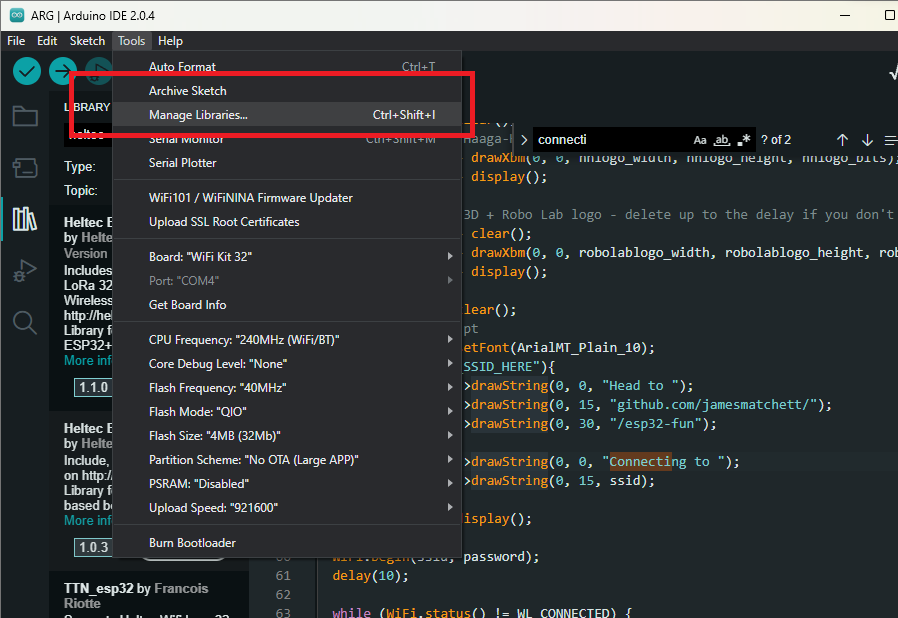 ARG | Arduino IDE 2.0.4
File Edit Sketch Tools Help
Auto Format Ctrl+T
Archive Sketch
Manage Libraries... Ctrl+Shift+I
Serial Monitor Ctrl+Shift+M
Serial Plotter
WiFi101 / WiFiNINA Firmware Updater
Upload SSL Root Certificates
Board: "WiFi Kit 32"
Port: "COM4"
Get Board Info
CPU Frequency: "240MHz (WiFi/BT)"
Core Debug Level: "None"
Flash Frequency: "40MHz"
Flash Mode: "QIO"
Flash Size: "4MB (32Mb)"
Partition Scheme: "No OTA (Large APP)"
PSRAM: "Disabled"
Upload Speed: "921600"
Burn Bootloader
LIBRARY
heltec
Type:
Topic:
Heltec E
by Helte
Version
Includes
LoRa 32
Wireless
http://hel
Library f
ESP32+
More inf
1.1.0
Heltec E
by Helte
Include,
on http:/
Library f
based b
More inf
1.0.3
TTN_esp32 by Francois
Riotte
connecti Aa ab .* ? of 2
drawXbm(0, 0, hhlogo_width, hhlogo_height, hhlogo_bits);
display();
3D + Robo Lab logo - delete up to the delay if you don't
clear();
drawXbm(0, 0, robolablogo_width, robolablogo_height, rob
display();
lear();
pt
etFont(ArialMT_Plain_10);
SSID_HERE"){
>drawString(0, 0, "Head to ");
>drawString(0, 15, "github.com/jamesmatchett/");
>drawString(0, 30, "/esp32-fun");
>drawString(0, 0, "Connecting to ");
>drawString(0, 15, ssid);
isplay();
60 WiFi.begin(ssid, password);
61 delay(10);
62
63 while (WiFi.status() != WL_CONNECTED) {